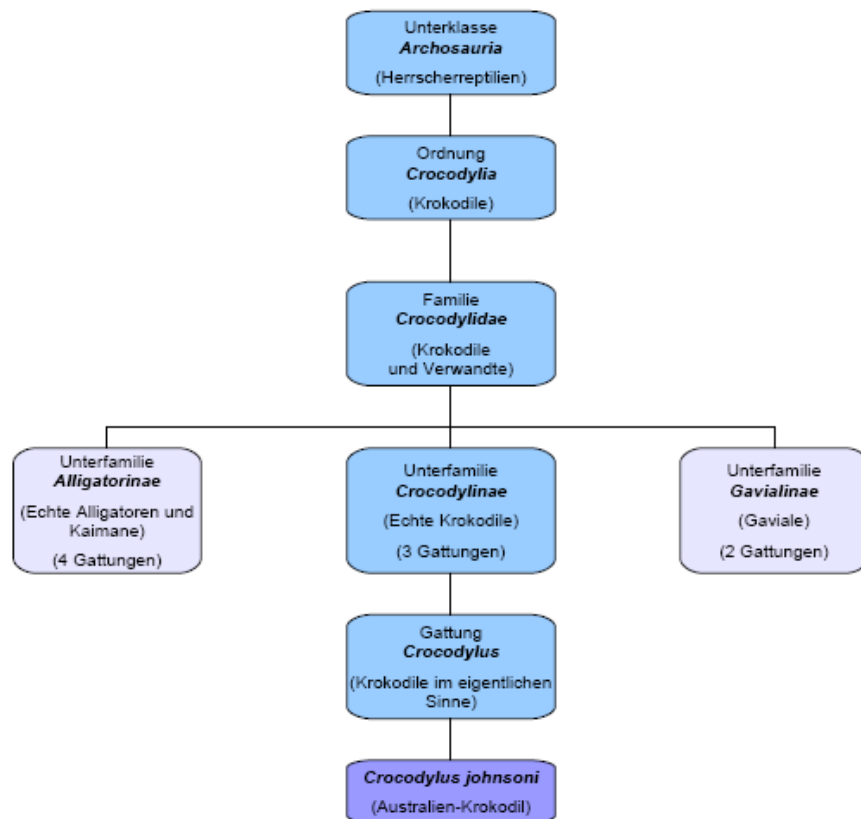 Unterklasse
Archosauria
(Herrscherreptilien)
Ordnung
Crocodylia
(Krokodile)
Familie
Crocodylidae
(Krokodile
und Verwandte)
Unterfamilie
Alligatorinae
(Echte Alligatoren und
Kaimane)
(4 Gattungen)
Unterfamilie
Crocodylinae
(Echte Krokodile)
(3 Gattungen)
Unterfamilie
Gavialinae
(Gaviale)
(2 Gattungen)
Gattung
Crocodylus
(Krokodile im eigentlichen
Sinne)
Crocodylus johnsoni
(Australien-Krokodil)